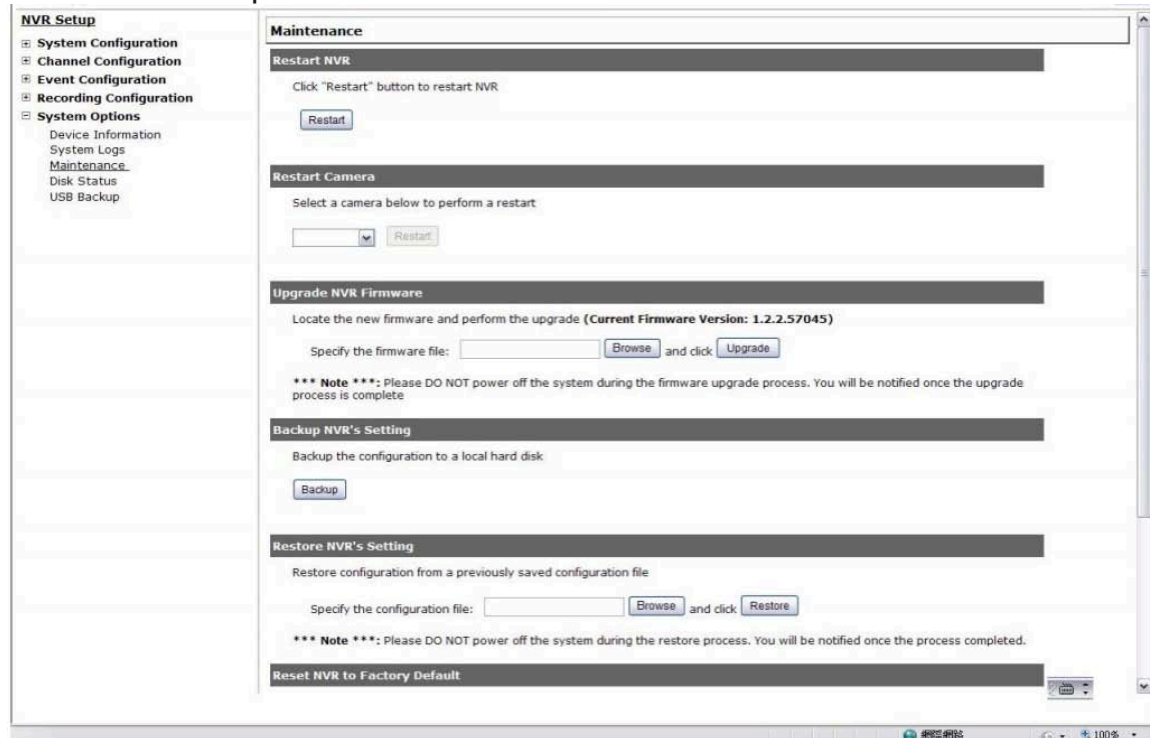 NVR Setup
System Configuration
Channel Configuration
Event Configuration
Recording Configuration
System Options
Device Information
System Logs
Maintenance
Disk Status
USB Backup
Maintenance
Restart NVR
Click "Restart" button to restart NVR
Restart
Restart Camera
Select a camera below to perform a restart
Restart
Upgrade NVR Firmware
Locate the new firmware and perform the upgrade (Current Firmware Version: 1.2.2.57045)
Specify the firmware file: Browse and click Upgrade
*** Note ***: Please DO NOT power off the system during the firmware upgrade process. You will be notified once the upgrade
process is complete
Backup NVR's Setting
Backup the configuration to a local hard disk
Backup
Restore NVR's Setting
Restore configuration from a previously saved configuration file
Specify the configuration file: Browse and click Restore
*** Note ***: Please DO NOT power off the system during the restore process. You will be notified once the process completed.
Reset NVR to Factory Default
100%